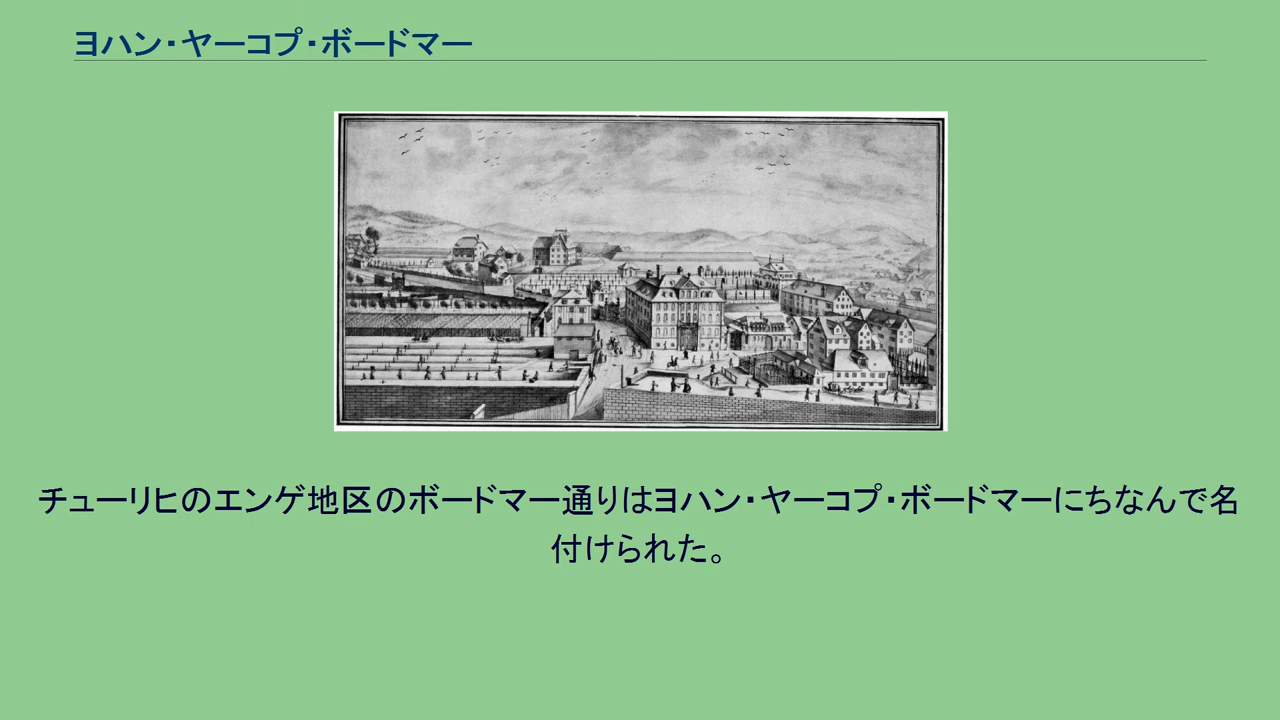 ヨハン・ヤーコプ・ボードマー
チューリヒのエンゲ地区のボードマー通りはヨハン・ヤーコプ・ボードマーにちなんで名
付けられた。